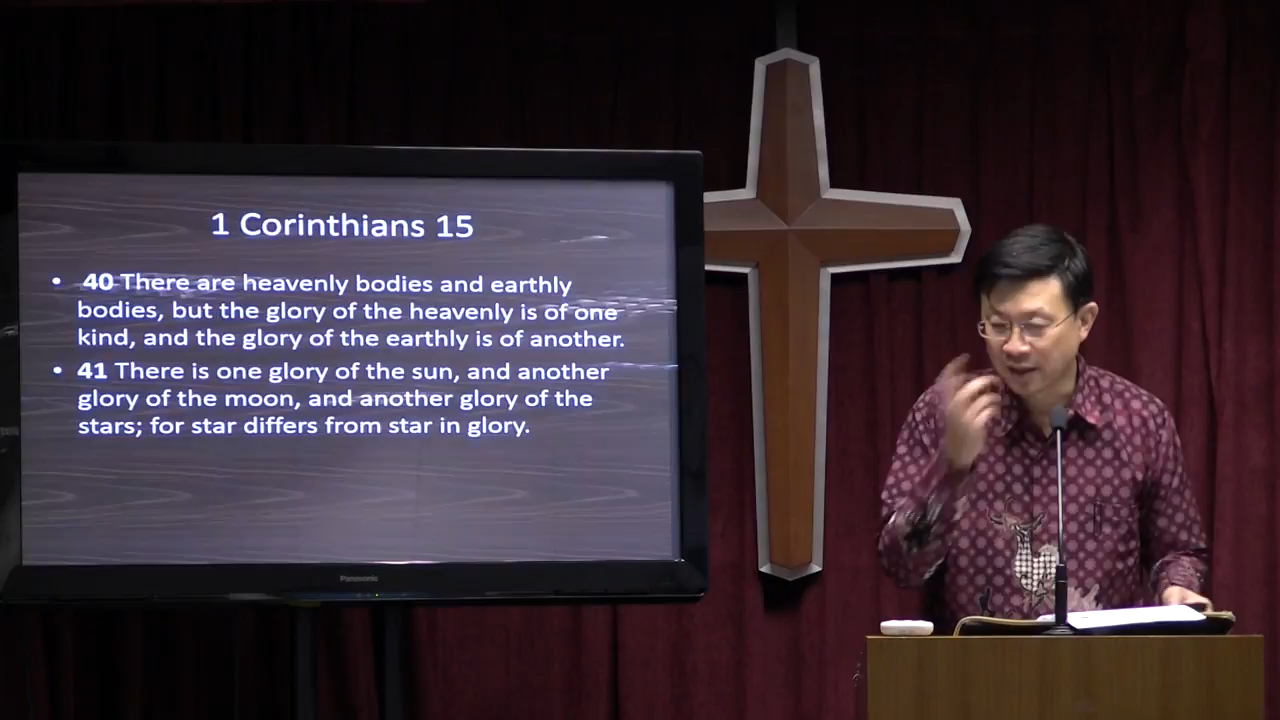 1 Corinthians 15
• 40 There are heavenly bodies and earthly
bodies, but the glory of the heavenly is of one
kind, and the glory of the earthly is of another.
• 41 There is one glory of the sun, and another
glory of the moon, and another glory of the
stars; for star differs from star in glory.
Panasonic